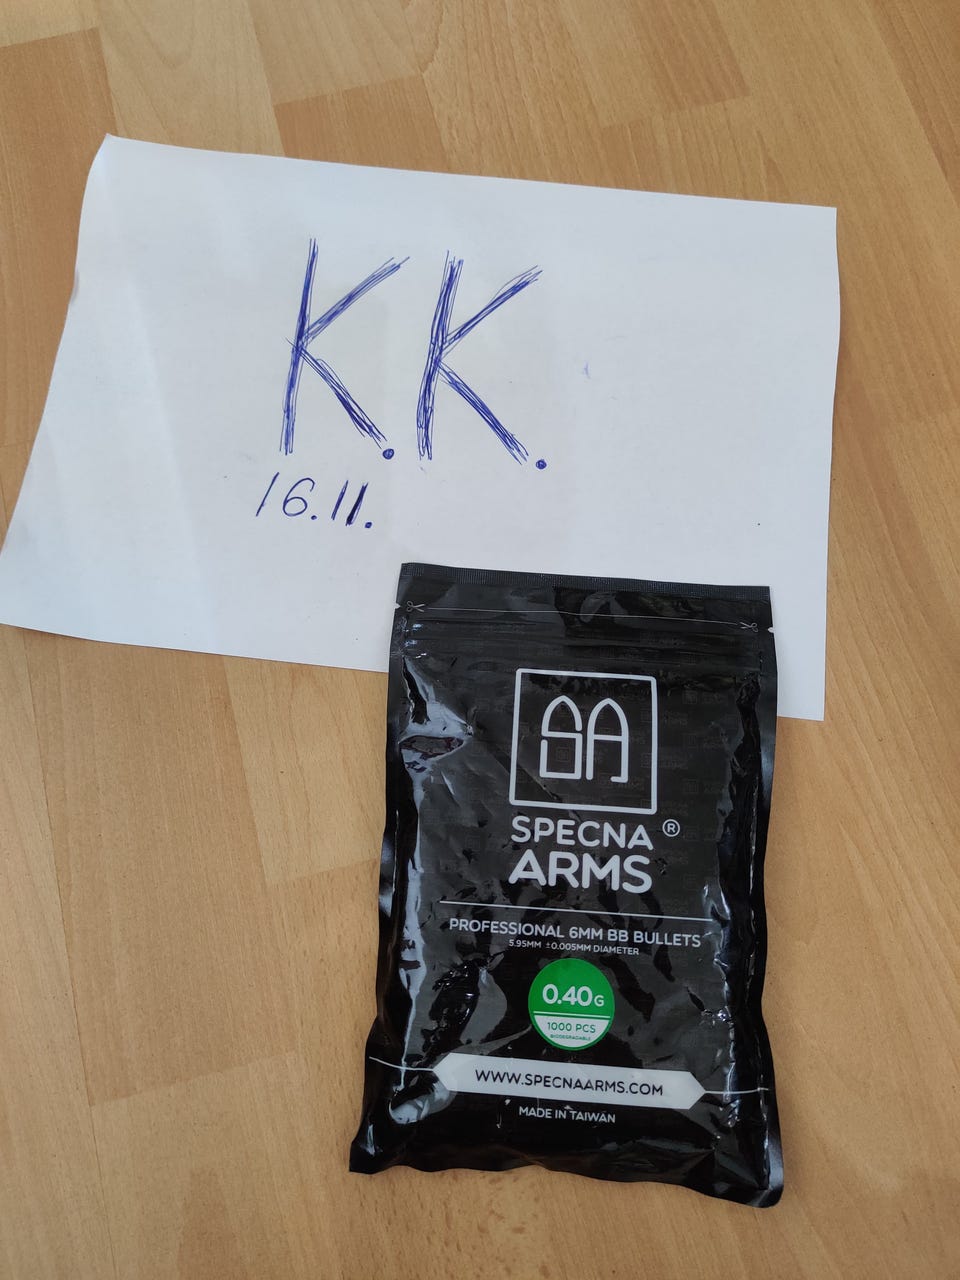 K.K.
16.11.
SA
SPECNA ®
ARMS
PROFESSIONAL 6MM BB BULLETS
5.95MM ±0.005MM DIAMETER
0.40G
1000 PCS
BIODEGRADABLE
WWW.SPECNAARMS.COM
MADE IN TAIWAN